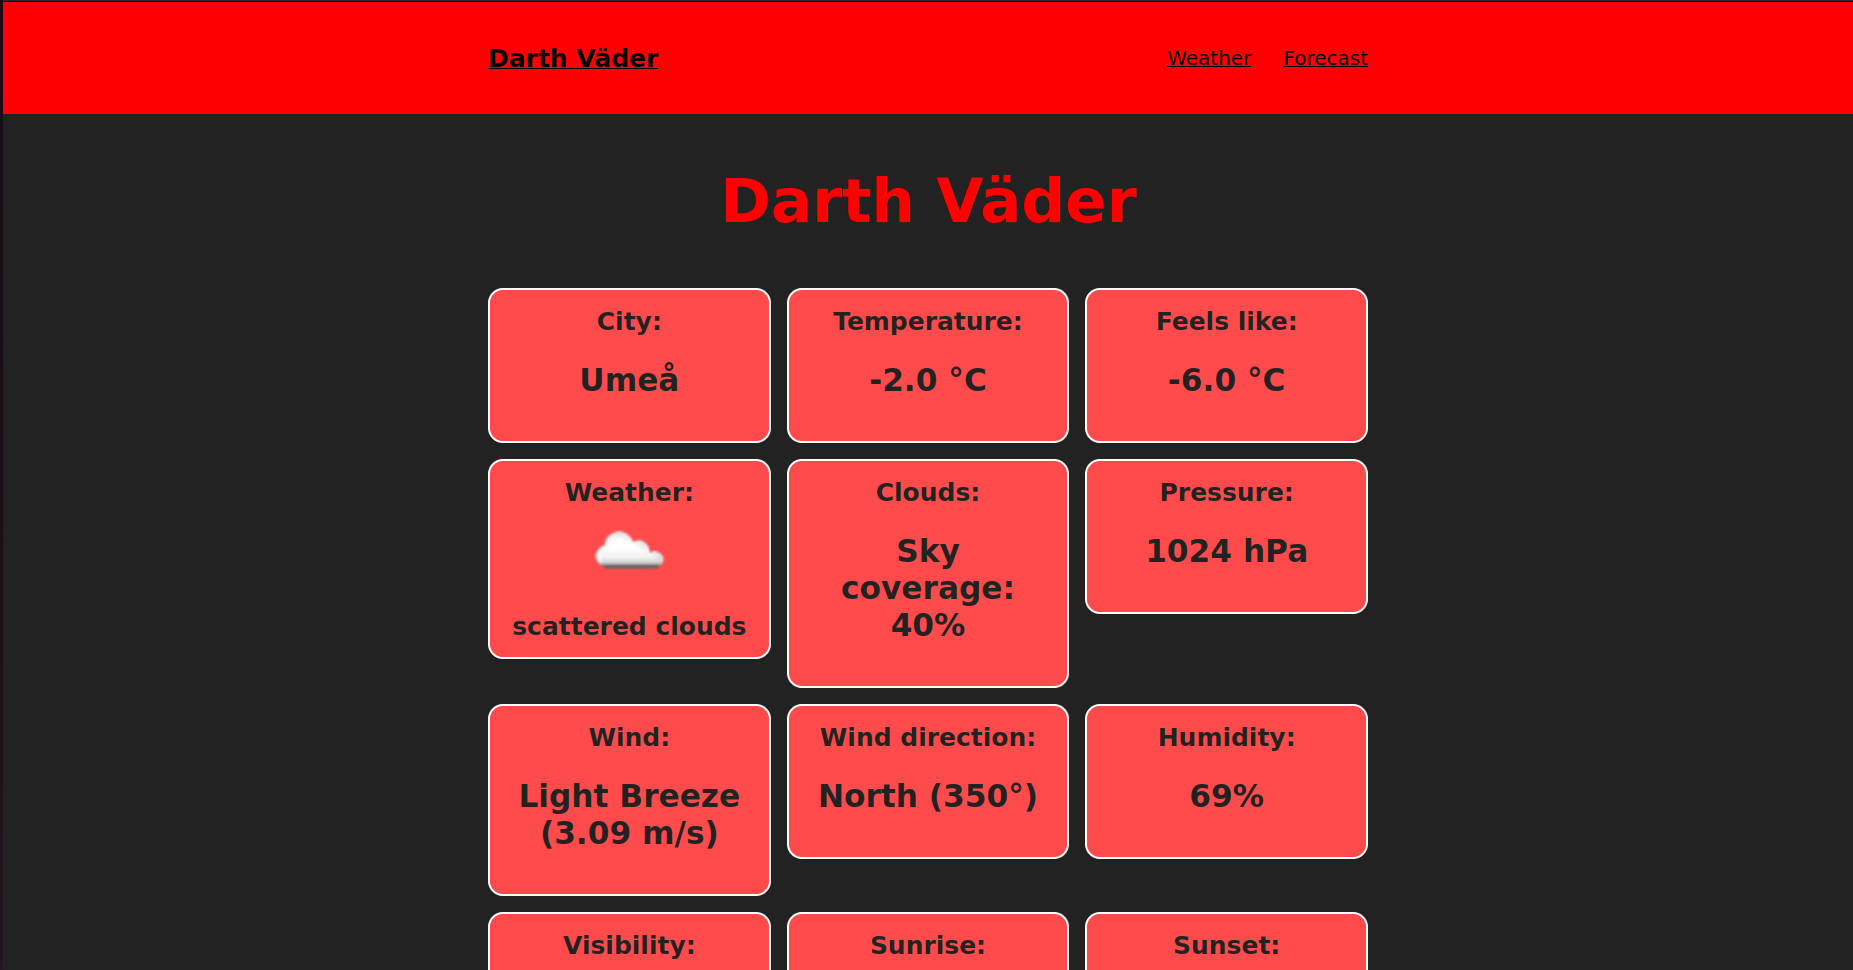 Darth Väder
Weather Forecast
Darth Väder
City:
Umeå
Temperature:
-2.0 °C
Feels like:
-6.0 °C
Weather:
scattered clouds
Clouds:
Sky
coverage:
40%
Pressure:
1024 hPa
Wind:
Light Breeze
(3.09 m/s)
Wind direction:
North (350°)
Humidity:
69%
Visibility:
Sunrise:
Sunset: